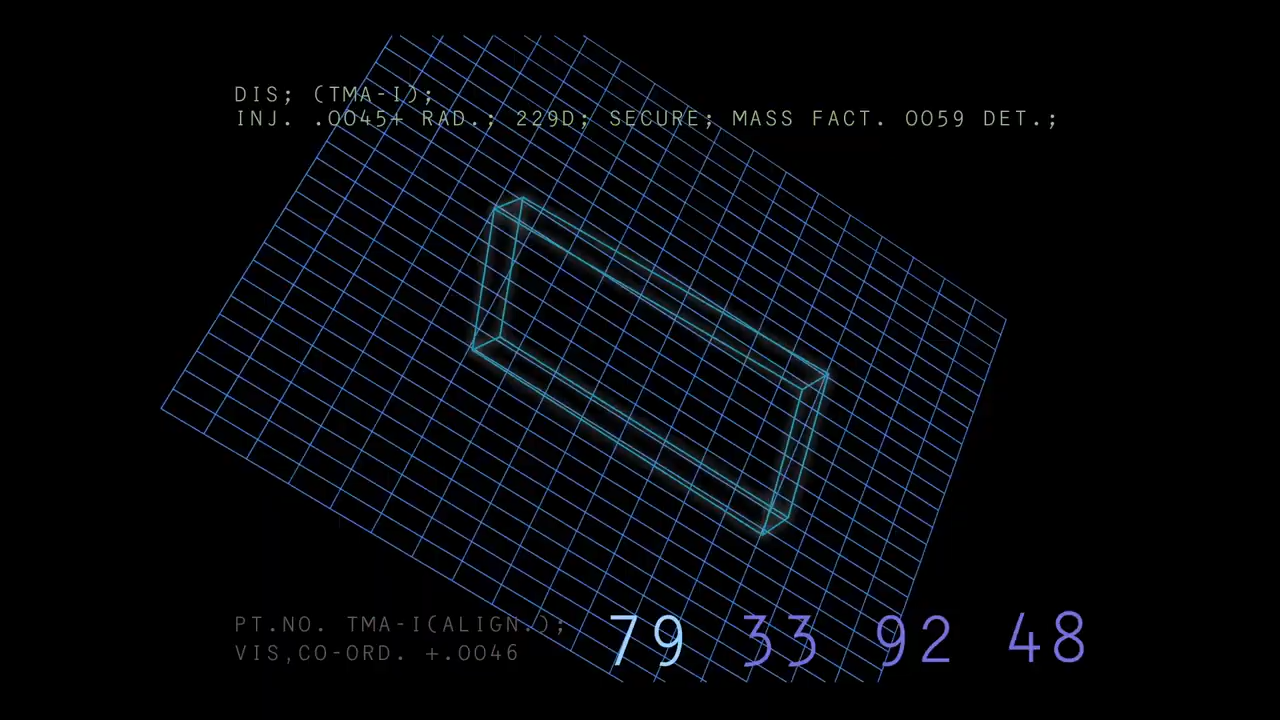 DIS; (TMA-I);
INJ. .0045+ RAD.; 229D; SECURE; MASS FACT. 0059 DET.;
PT.NO. TMA-I(ALIGN.);
VIS,CO-ORD. +.0046
79 33 92 48